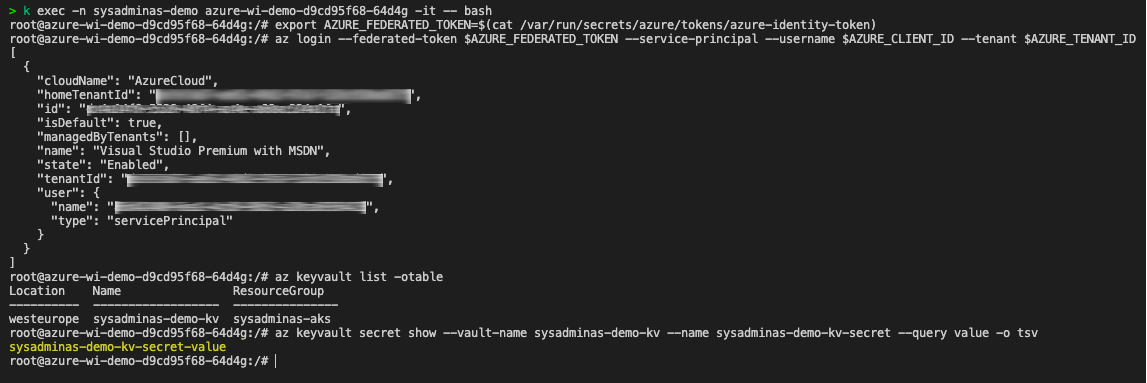 > k exec -n sysadminas-demo azure-wi-demo-d9cd95f68-64d4g -it -- bash
root@azure-wi-demo-d9cd95f68-64d4g:/# export AZURE_FEDERATED_TOKEN=$(cat /var/run/secrets/azure/tokens/azure-identity-token)
root@azure-wi-demo-d9cd95f68-64d4g:/# az login --federated-token $AZURE_FEDERATED_TOKEN --service-principal --username $AZURE_CLIENT_ID --tenant $AZURE_TENANT_ID
[
  {
    "cloudName": "AzureCloud",
    "homeTenantId": "",
    "id": "",
    "isDefault": true,
    "managedByTenants": [],
    "name": "Visual Studio Premium with MSDN",
    "state": "Enabled",
    "tenantId": "",
    "user": {
      "name": "",
      "type": "servicePrincipal"
    }
  }
]
root@azure-wi-demo-d9cd95f68-64d4g:/# az keyvault list -otable
Location    Name                ResourceGroup
----------  ------------------  ---------------
westeurope  sysadminas-demo-kv  sysadminas-aks
root@azure-wi-demo-d9cd95f68-64d4g:/# az keyvault secret show --vault-name sysadminas-demo-kv --name sysadminas-demo-kv-secret --query value -o tsv
sysadminas-demo-kv-secret-value
root@azure-wi-demo-d9cd95f68-64d4g:/#